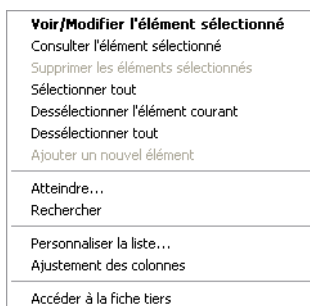 Voir/Modifier l'élément sélectionné
Consulter l'élément sélectionné
Supprimer les éléments sélectionnés
Sélectionner tout
Dessélectionner l'élément courant
Dessélectionner tout
Ajouter un nouvel élément
Atteindre...
Rechercher
Personnaliser la liste...
Ajustement des colonnes
Accéder à la fiche tiers